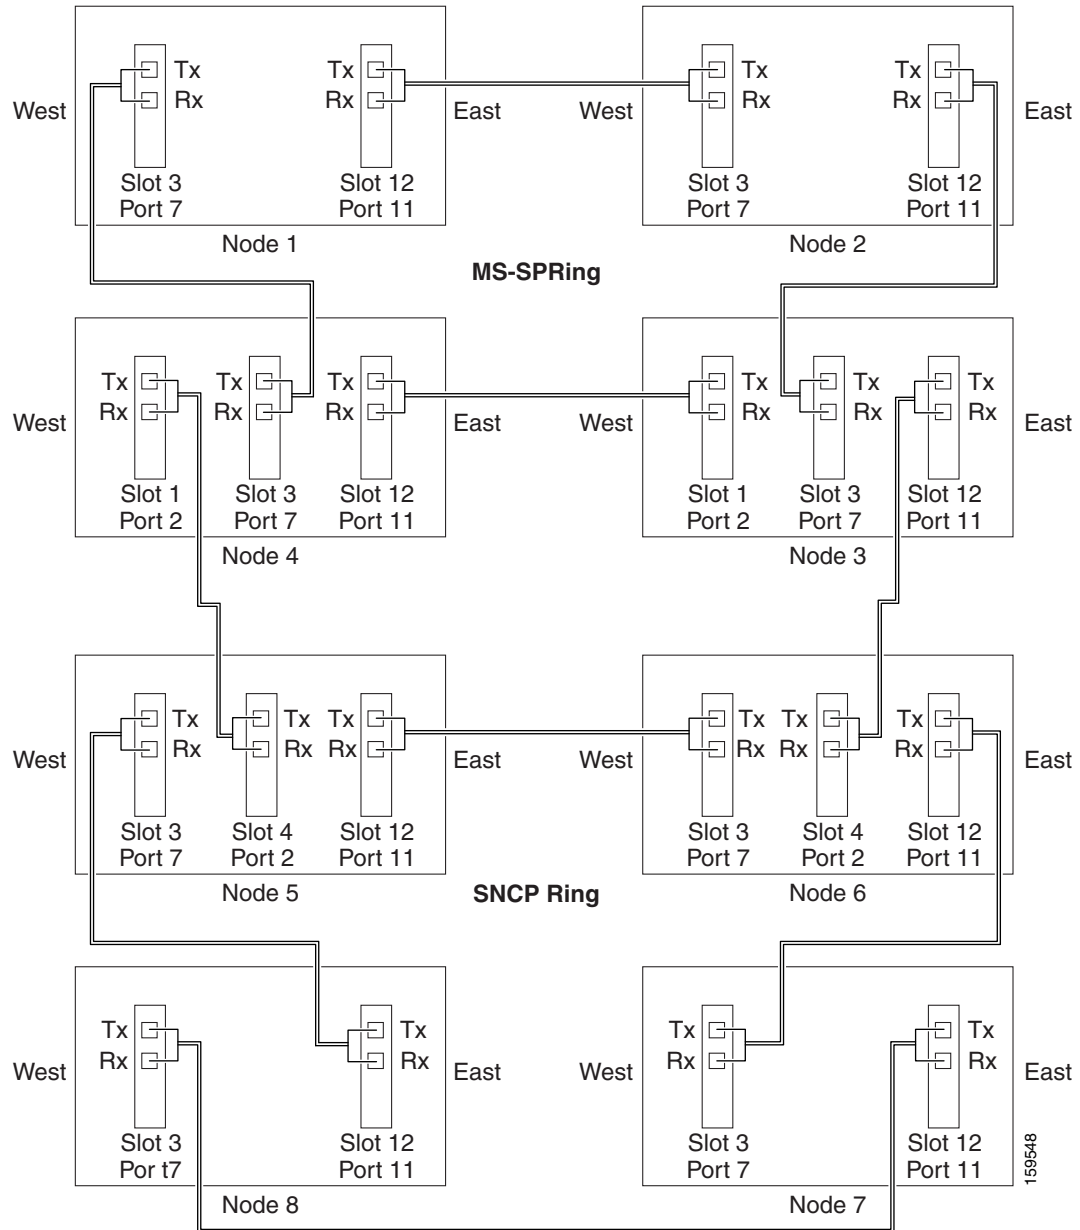 Tx Tx Tx Tx
West Rx Rx East West Rx Rx East
Slot 3 Slot 12 Slot 3 Slot 12
Port 7 Port 11 Port 7 Port 11
Node 1 Node 2
MS-SPRing
Tx Tx Tx Tx Tx Tx
Rx Rx Rx Rx Rx Rx
West East West East
Slot 1 Slot 3 Slot 12 Slot 1 Slot 3 Slot 12
Port 2 Port 7 Port 11 Port 2 Port 7 Port 11
Node 4 Node 3
Tx Tx Tx Tx Tx Tx
Rx Rx Rx Rx Rx Rx
West East West East
Slot 3 Slot 4 Slot 12 Slot 3 Slot 4 Slot 12
Port 7 Port 2 Port 11 Port 7 Port 2 Port 11
Node 5 SNCP Ring Node 6
Tx Tx Tx Tx
Rx Rx Rx Rx
West East West East
Slot 3 Slot 12 Slot 3 Slot 12
Por t7 Port 11 Port 7 Port 11
Node 8 Node 7
159548